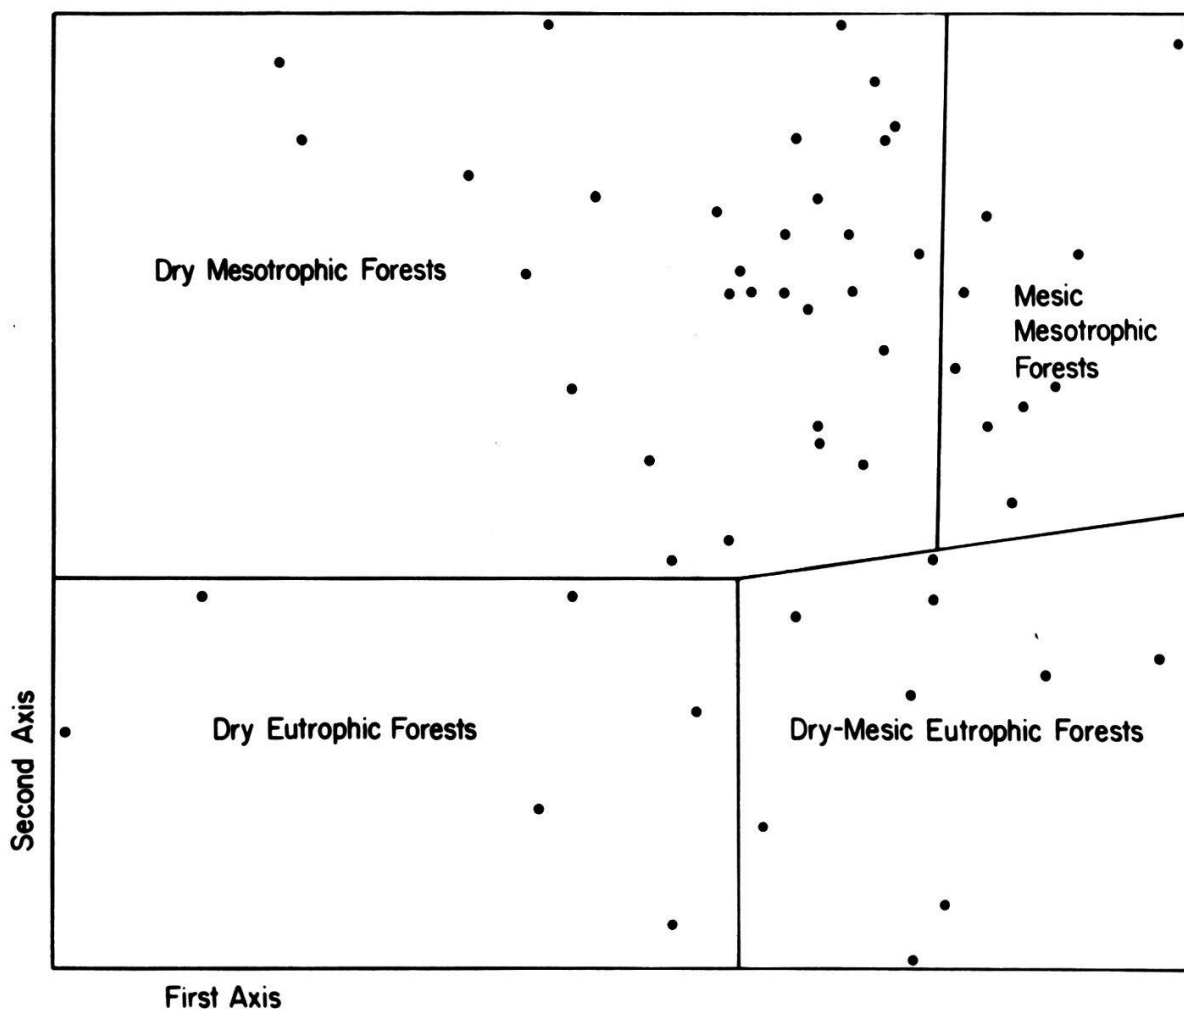 Dry Mesotrophic Forests
Mesic
Mesotrophic
Forests
Dry Eutrophic Forests
Dry-Mesic Eutrophic Forests
Second Axis
First Axis